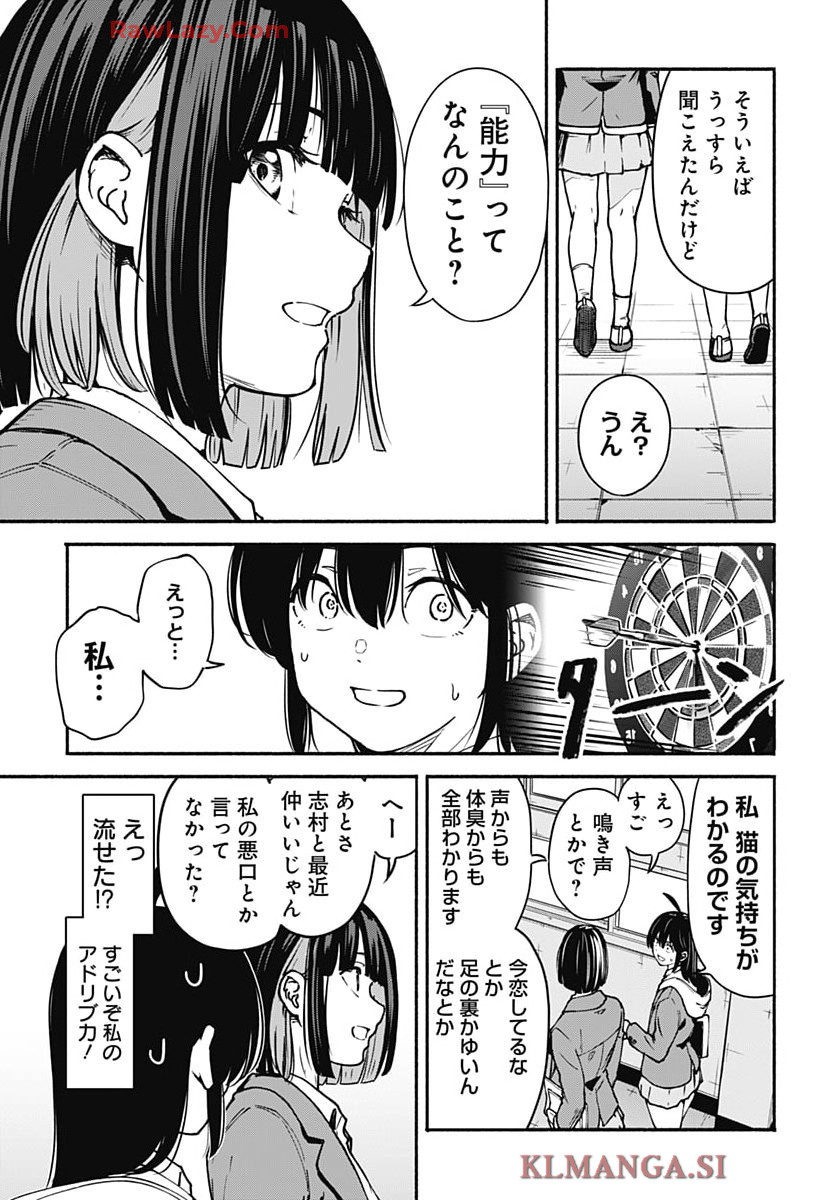 RawLazy.Com
そういえば
うっすら
聞こえたんだけど
え?
うん
『能力』って
なんのこと?
ターン
えっと…
私…
私 猫の気持ちが
わかるのです
えっ
すご
鳴き声
とかで?
声からも
体臭からも
全部わかります
今恋してるな
とか
足の裏かゆいん
だなとか
へー
あとさ
志村と最近
仲いいじゃん
私の悪口とか
言って
なかった?
えっ
流せた!?
すごいぞ私の
アドリブ力!
KLMANGA.SI